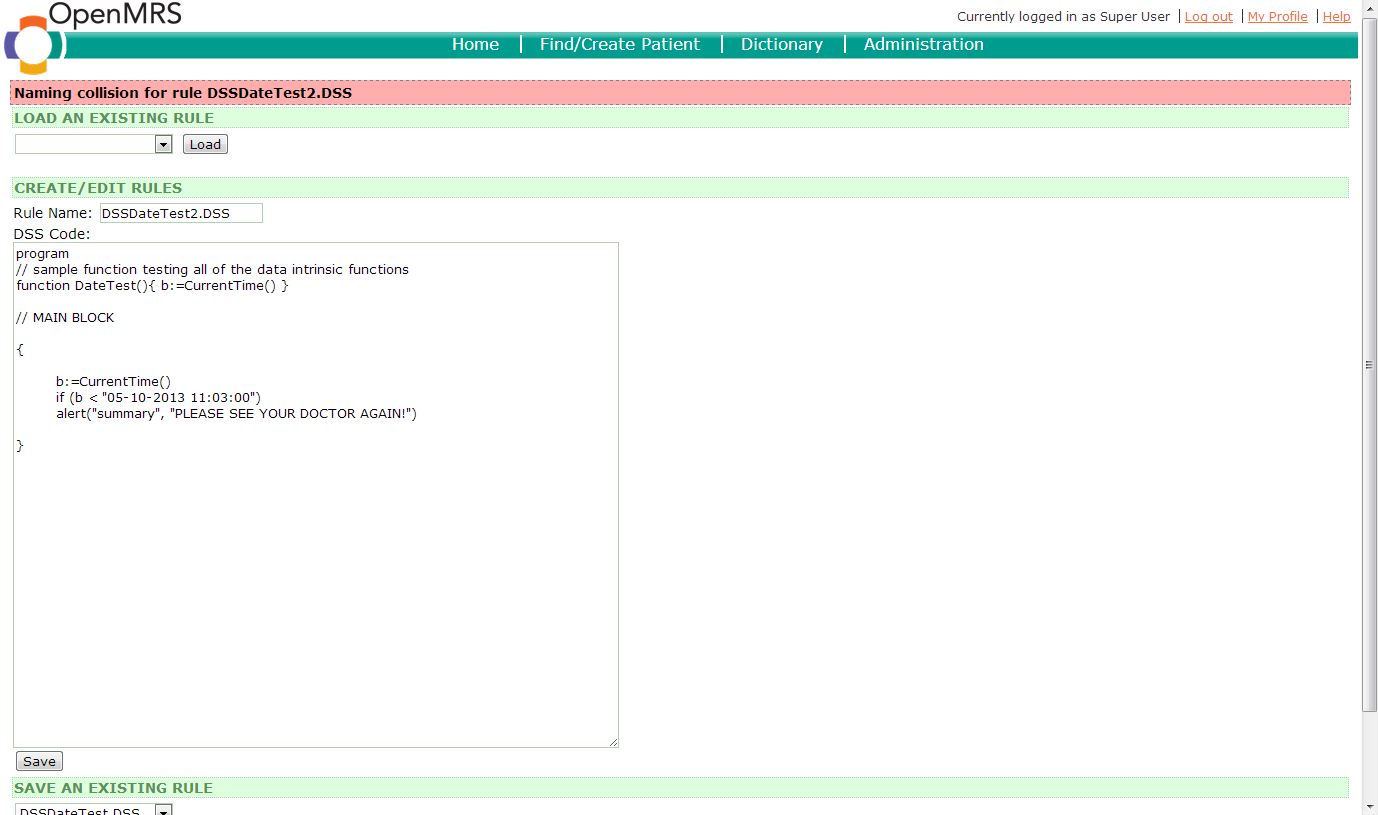 OpenMRS
Currently logged in as Super User | Log out | My Profile | Help
Home | Find/Create Patient | Dictionary | Administration
Naming collision for rule DSSDateTest2.DSS
LOAD AN EXISTING RULE
Load
CREATE/EDIT RULES
Rule Name: DSSDateTest2.DSS
DSS Code:
program
// sample function testing all of the data intrinsic functions
function DateTest(){ b:=CurrentTime() }
// MAIN BLOCK
{
b:=CurrentTime()
if (b < "05-10-2013 11:03:00")
alert("summary", "PLEASE SEE YOUR DOCTOR AGAIN!")
}
Save
SAVE AN EXISTING RULE
DSSDateTest.DSS